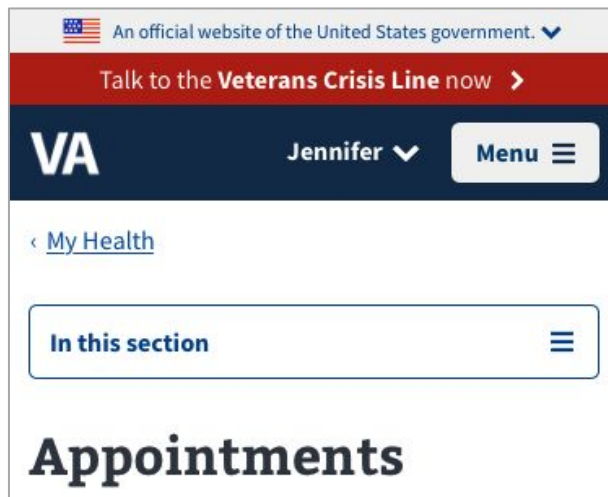 An official website of the United States government.
Talk to the Veterans Crisis Line now
VA
Jennifer
Menu
‹ My Health
In this section
Appointments